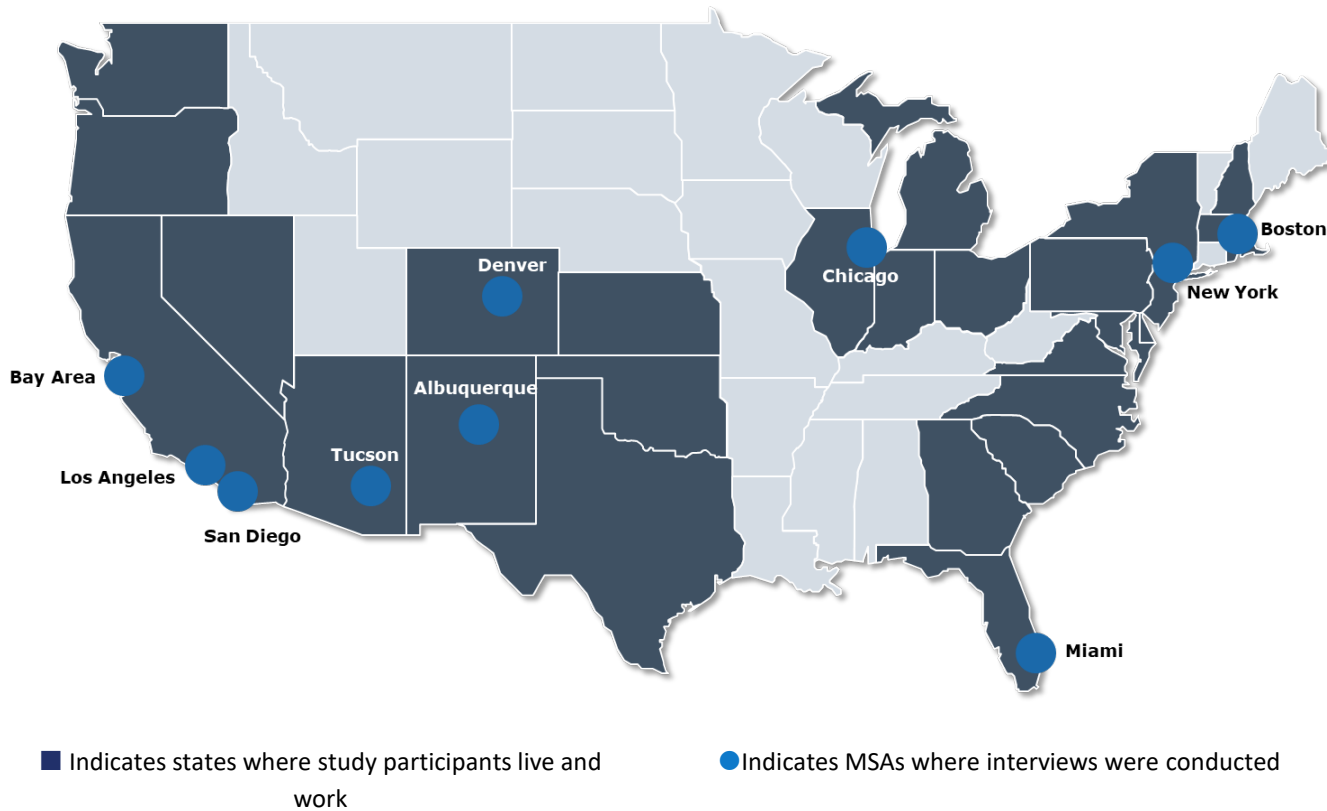 Boston
Denver
Chicago
New York
Bay Area
Albuquerque
Tucson
Los Angeles
San Diego
Miami
Indicates states where study participants live and
work
Indicates MSAs where interviews were conducted